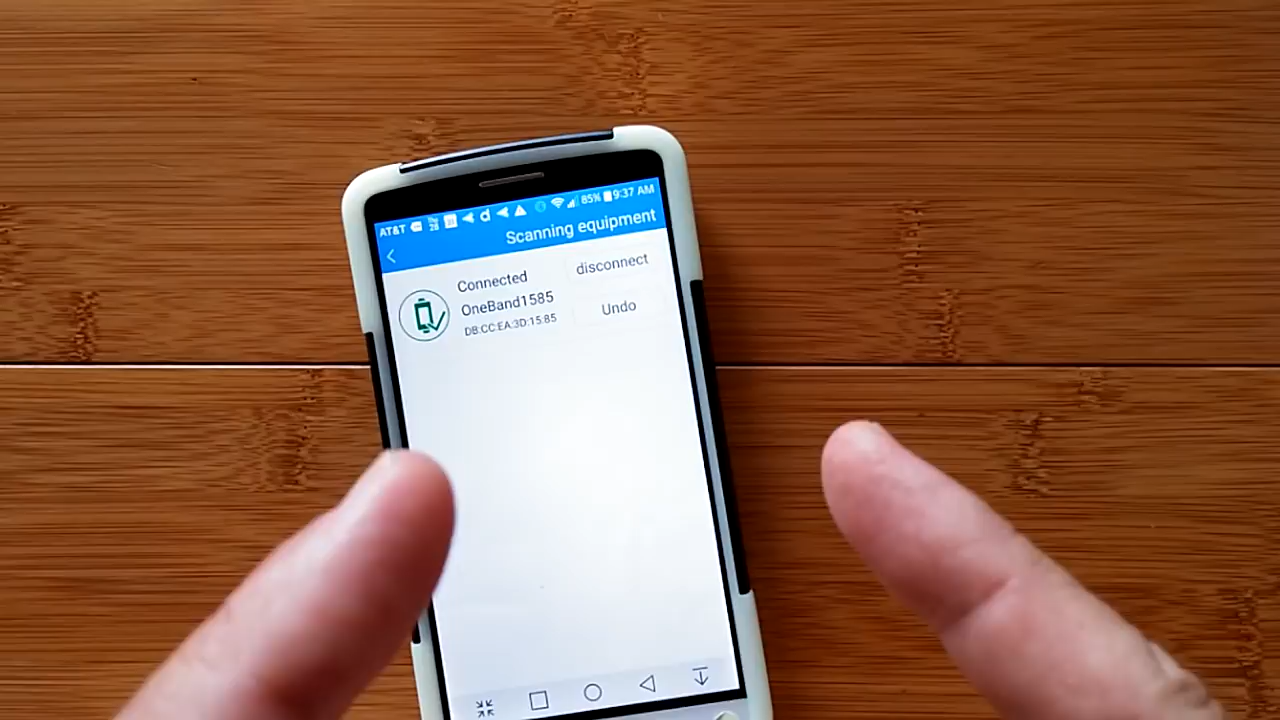 AT&T 85% 9:37 AM
Scanning equipment
Connected
disconnect
OneBand1585
Undo
DB:CC:EA:3D:15:85